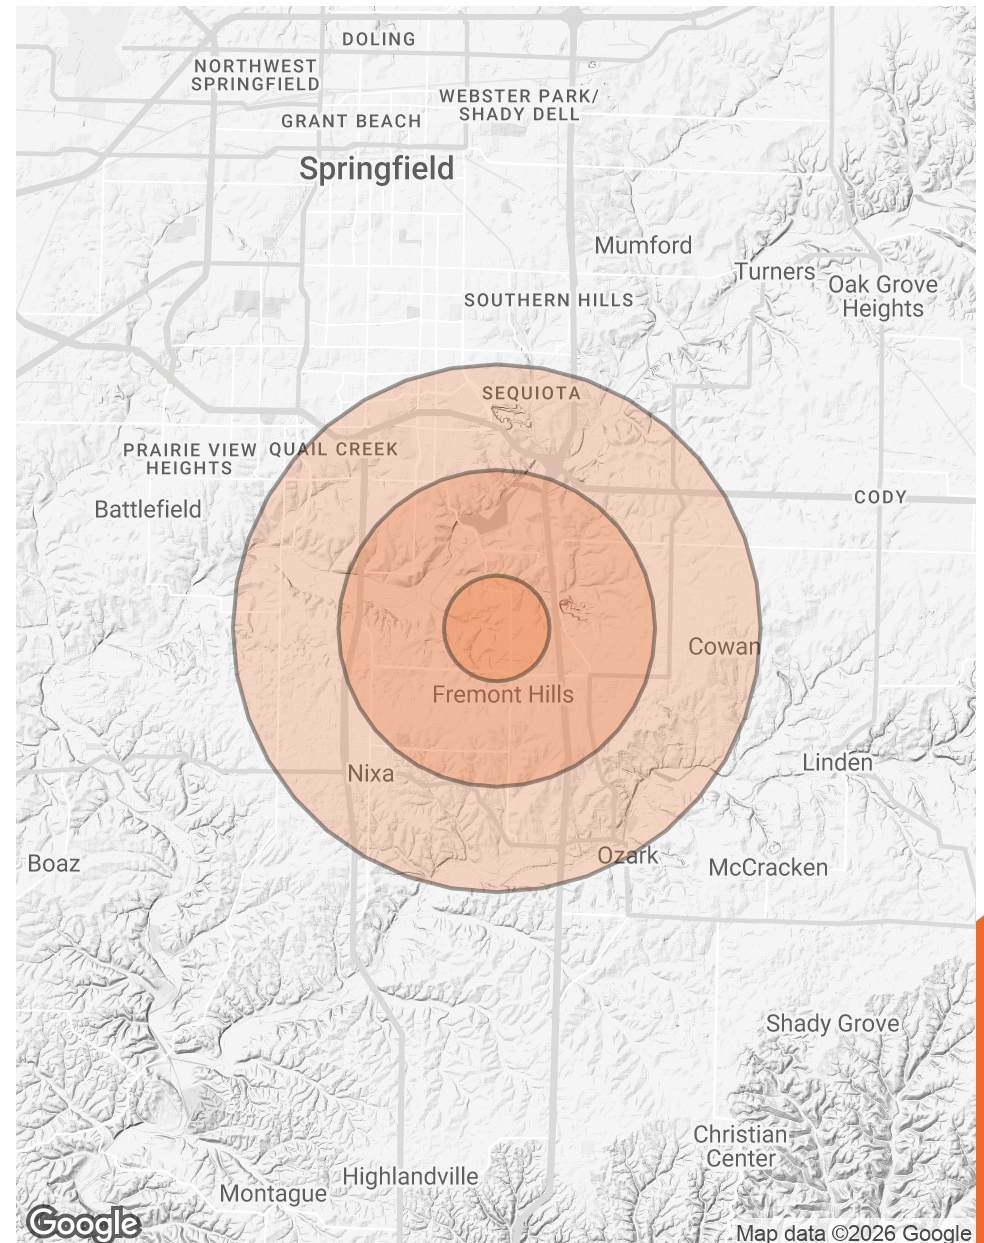 DOLING
NORTHWEST
SPRINGFIELD
WEBSTER PARK/
SHADY DELL
GRANT BEACH
Springfield
Mumford
Turners
Oak Grove
Heights
SOUTHERN HILLS
SEQUIOTA
PRAIRIE VIEW
HEIGHTS
QUAIL CREEK
Battlefield
CODY
Cowan
Fremont Hills
Nixa
Linden
Boaz
Ozark
McCracken
Shady Grove
Christian
Center
Highlandville
Montague
Google
Map data ©2026 Google